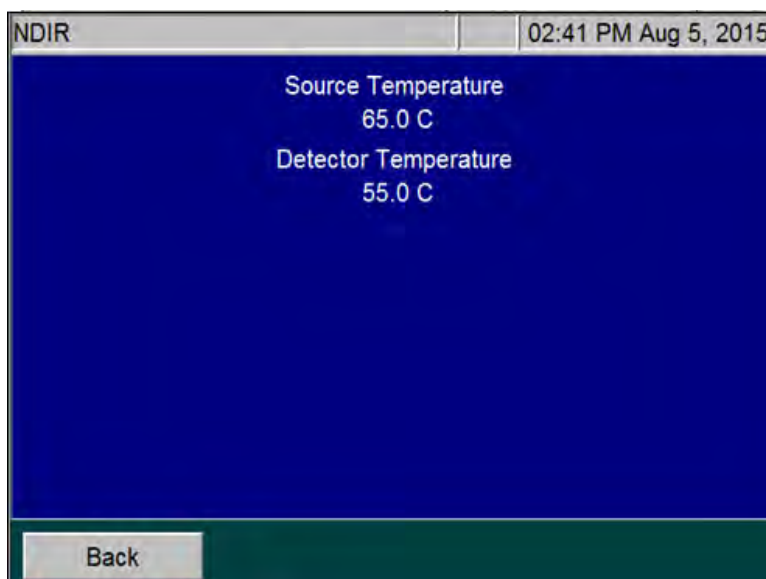 NDIR
02:41 PM Aug 5, 2015
Source Temperature
65.0 C
Detector Temperature
55.0 C
Back